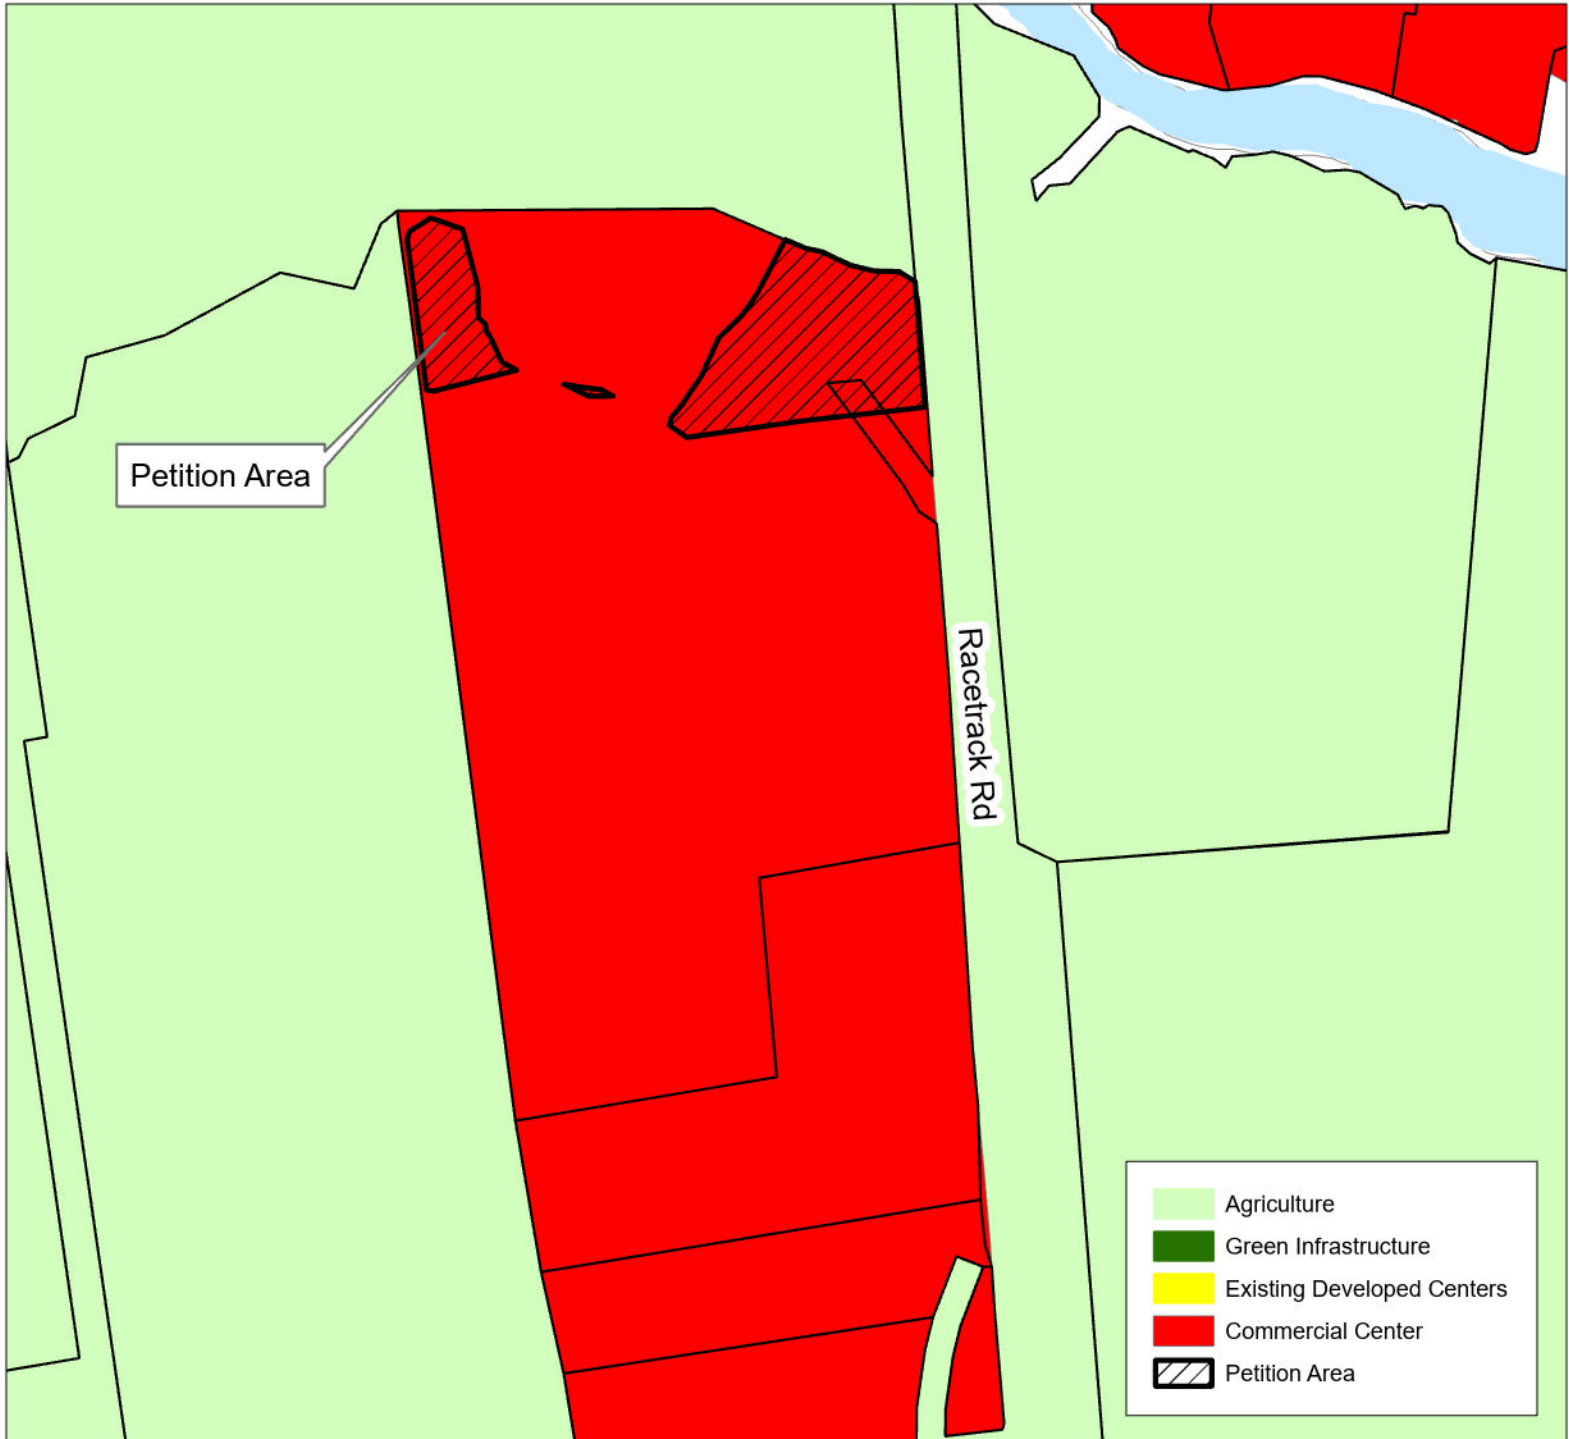 Petition Area
Racetrack Rd
Agriculture
Green Infrastructure
Existing Developed Centers
Commercial Center
Petition Area